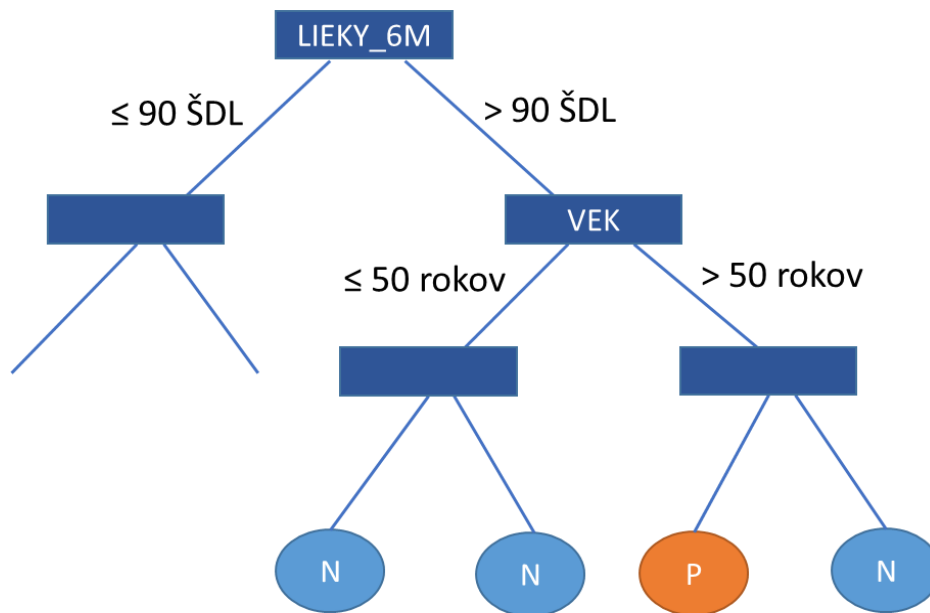 LIEKY_6M
≤ 90 ŠDL
> 90 ŠDL
VEK
≤ 50 rokov
> 50 rokov
N
N
P
N